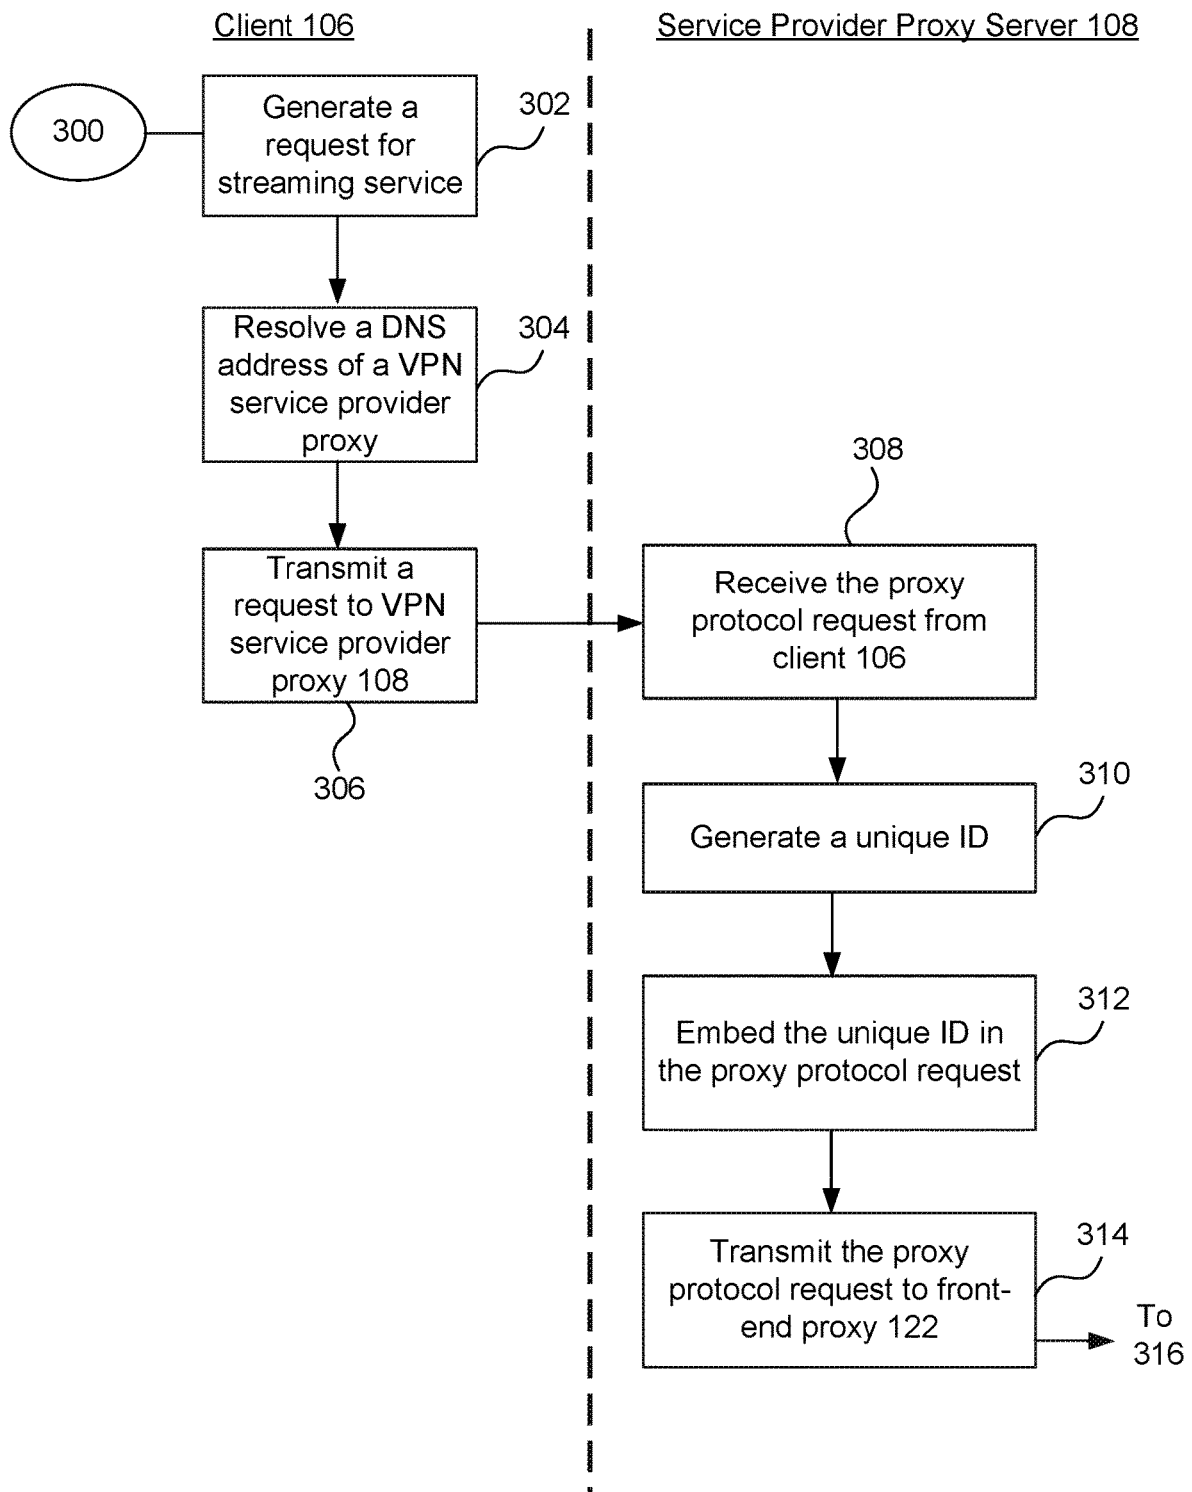 Client 106
Service Provider Proxy Server 108
300
Generate a
request for
streaming service
302
Resolve a DNS
address of a VPN
service provider
proxy
304
Transmit a
request to VPN
service provider
proxy 108
306
308
Receive the proxy
protocol request from
client 106
310
Generate a unique ID
312
Embed the unique ID in
the proxy protocol request
314
Transmit the proxy
protocol request to front-
end proxy 122
To
316